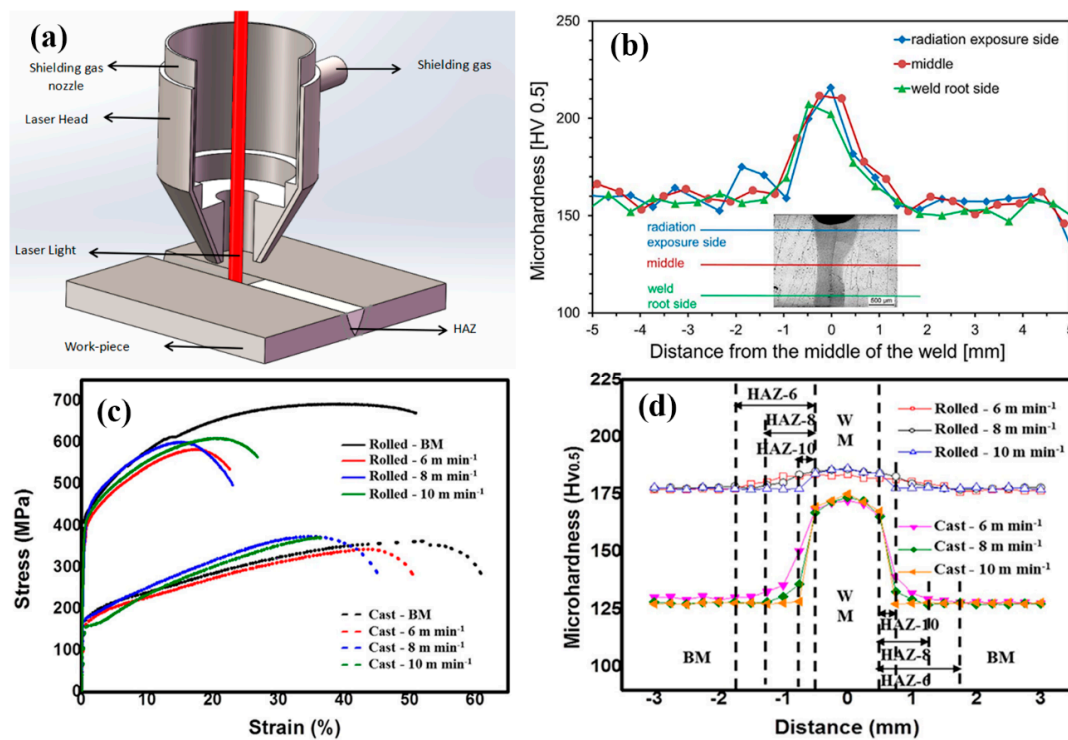 (a)
Shielding gas
nozzle
Shielding gas
Laser Head
Laser Light
HAZ
Work-piece
(b)
250
200
150
100
Microhardness [HV 0.5]
radiation exposure side
middle
weld root side
radiation
exposure side
middle
weld
root side
500 µm
-5 -4 -3 -2 -1 0 1 2 3 4 5
Distance from the middle of the weld [mm]
(c)
700
600
500
400
300
200
100
0
Stress (MPa)
Rolled - BM
Rolled - 6 m min-1
Rolled - 8 m min-1
Rolled - 10 m min-1
Cast - BM
Cast - 6 m min-1
Cast - 8 m min-1
Cast - 10 m min-1
0 10 20 30 40 50 60
Strain (%)
(d)
225
200
175
150
125
100
Microhardness (Hv0.5)
HAZ-6
HAZ-8
HAZ-10
W
M
Rolled - 6 m min-1
Rolled - 8 m min-1
Rolled - 10 m min-1
Cast - 6 m min-1
Cast - 8 m min-1
Cast - 10 m min-1
W
M
HAZ-10
HAZ-8
HAZ-6
BM
BM
-3 -2 -1 0 1 2 3
Distance (mm)